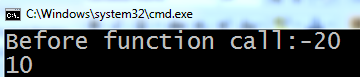 C:\Windows\system32\cmd.exe
Before function call:-20
10